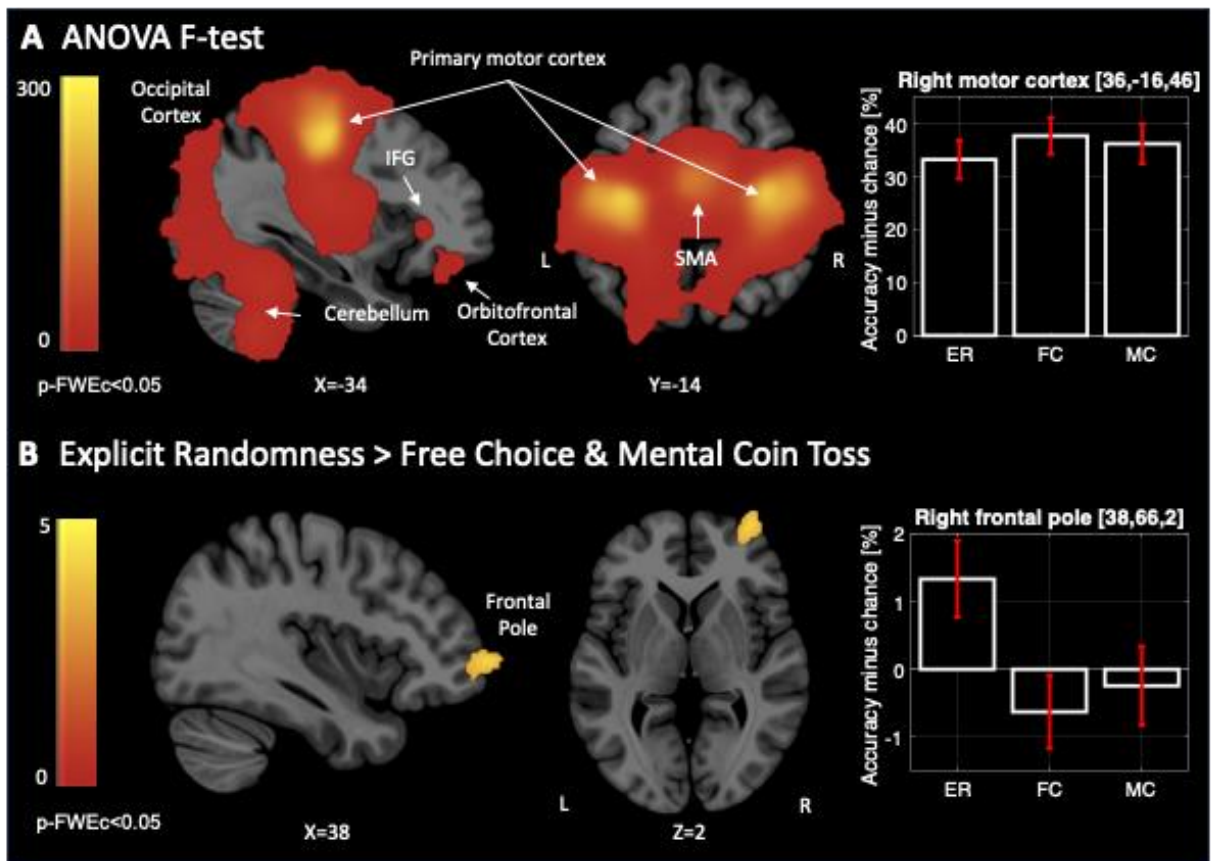 A ANOVA F-test
300
0
p-FWEc<0.05
Occipital
Cortex
Primary motor cortex
IFG
Cerebellum
Orbitofrontal
Cortex
X=-34
L
SMA
R
Y=-14
Right motor cortex [36,-16,46]
Accuracy minus chance [%]
40
30
20
10
0
ER FC MC
B Explicit Randomness > Free Choice & Mental Coin Toss
5
0
p-FWEc<0.05
Frontal
Pole
X=38
L
R
Z=2
Right frontal pole [38,66,2]
Accuracy minus chance [%]
2
1
0
-1
ER FC MC